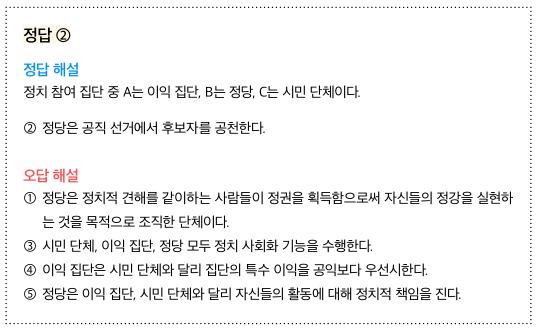 정답 ②
정답 해설
정치 참여 집단 중 A는 이익 집단, B는 정당, C는 시민 단체이다.
② 정당은 공직 선거에서 후보자를 공천한다.
오답 해설
① 정당은 정치적 견해를 같이하는 사람들이 정권을 획득함으로써 자신들의 정강을 실현하
는 것을 목적으로 조직한 단체이다.
③ 시민 단체, 이익 집단, 정당 모두 정치 사회화 기능을 수행한다.
④ 이익 집단은 시민 단체와 달리 집단의 특수 이익을 공익보다 우선시한다.
⑤ 정당은 이익 집단, 시민 단체와 달리 자신들의 활동에 대해 정치적 책임을 진다.